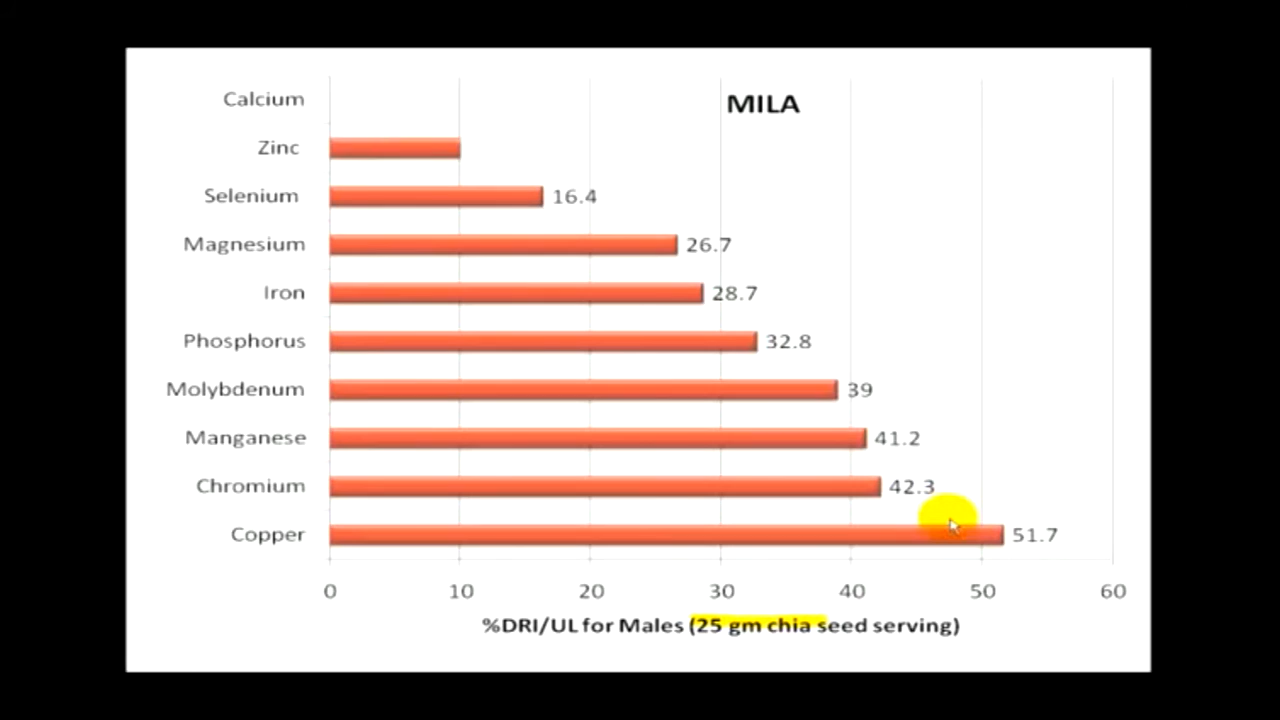 MILA
Calcium
Zinc
Selenium 16.4
Magnesium 26.7
Iron 28.7
Phosphorus 32.8
Molybdenum 39
Manganese 41.2
Chromium 42.3
Copper 51.7
0 10 20 30 40 50 60
%DRI/UL for Males (25 gm chia seed serving)